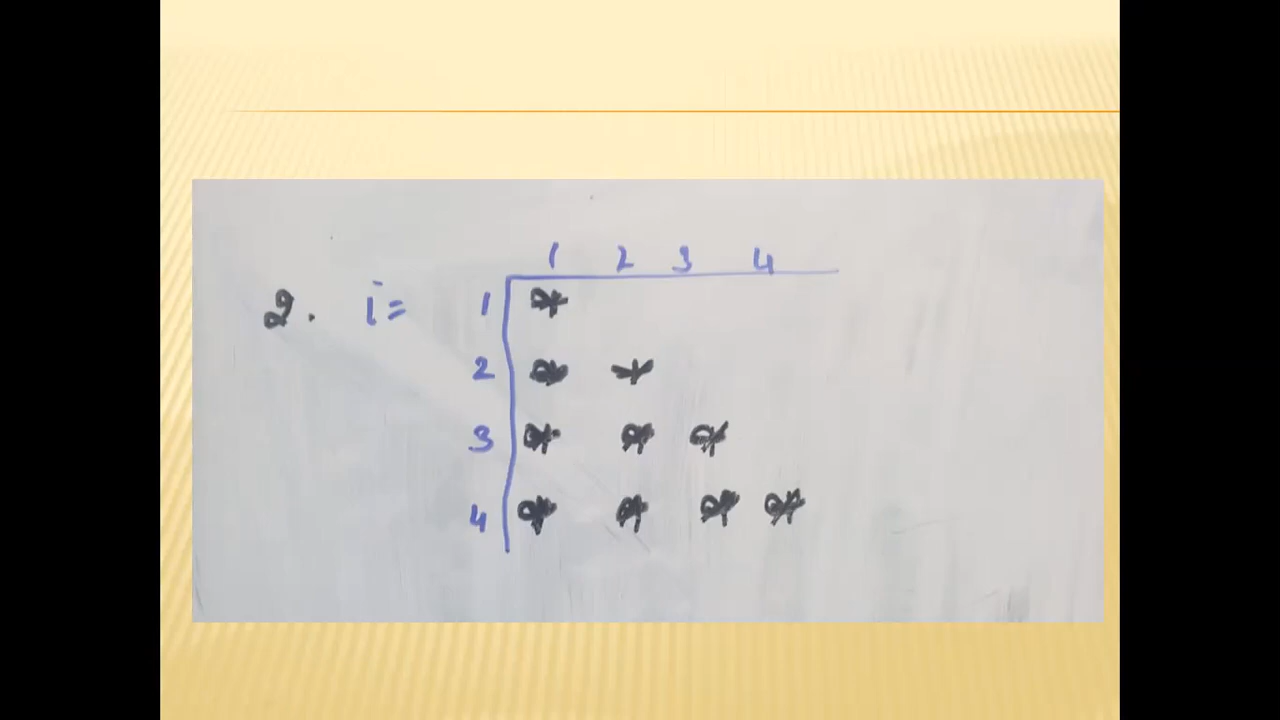 1 2 3 4
2. i= 1 *
2 * *
3 * * *
4 * * * *